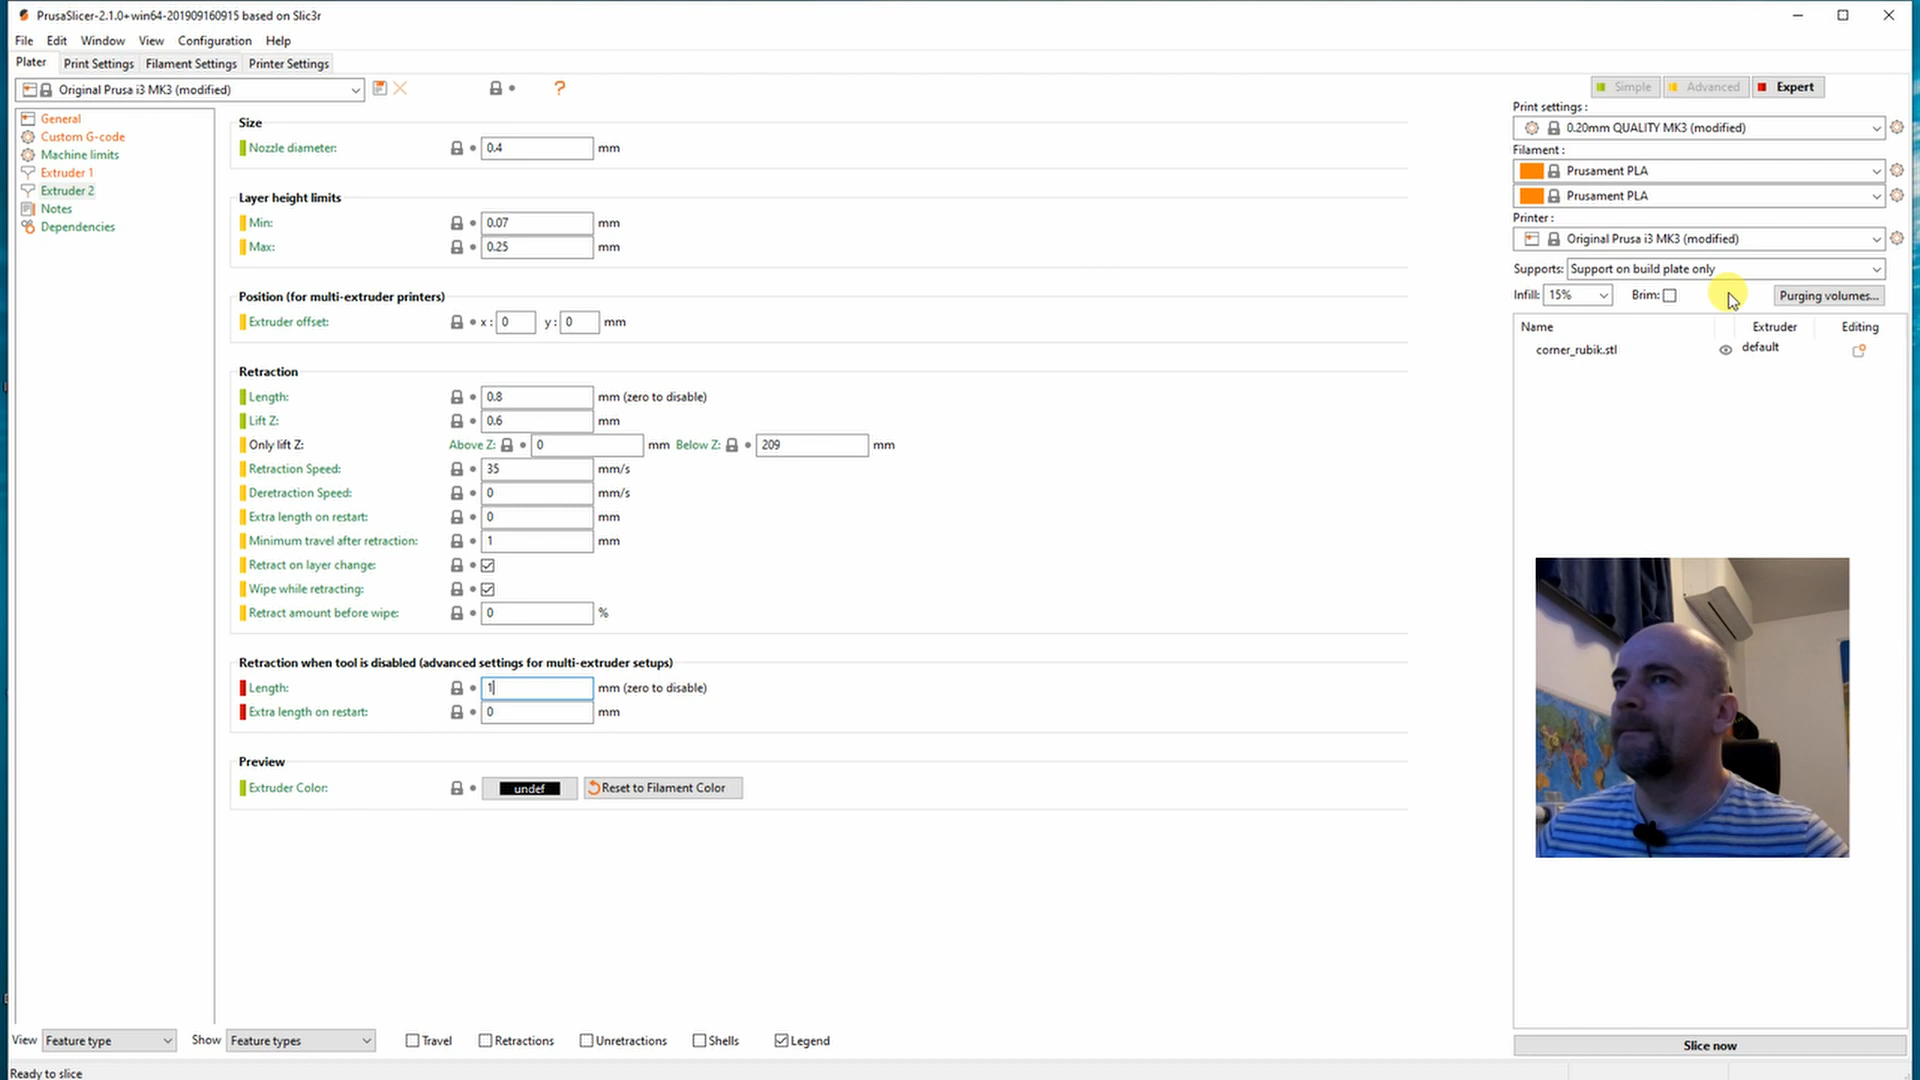 PrusaSlicer-2.1.0+win64-201909160915 based on Slic3r
File Edit Window View Configuration Help
Plater Print Settings Filament Settings Printer Settings
Original Prusa i3 MK3 (modified) ?
Simple Advanced Expert
General
Custom G-code
Machine limits
Extruder 1
Extruder 2
Notes
Dependencies
Size
Nozzle diameter: 0.4 mm
Layer height limits
Min: 0.07 mm
Max: 0.25 mm
Position (for multi-extruder printers)
Extruder offset: x: 0 y: 0 mm
Retraction
Length: 0.8 mm (zero to disable)
Lift Z: 0.6 mm
Only lift Z: Above Z: 0 mm Below Z: 209 mm
Retraction Speed: 35 mm/s
Deretraction Speed: 0 mm/s
Extra length on restart: 0 mm
Minimum travel after retraction: 1 mm
Retract on layer change:
Wipe while retracting:
Retract amount before wipe: 0 %
Retraction when tool is disabled (advanced settings for multi-extruder setups)
Length: 1 mm (zero to disable)
Extra length on restart: 0 mm
Preview
Extruder Color: undef Reset to Filament Color
Print settings :
0.20mm QUALITY MK3 (modified)
Filament :
Prusament PLA
Prusament PLA
Printer :
Original Prusa i3 MK3 (modified)
Supports: Support on build plate only
Infill: 15% Brim: Purging volumes...
Name Extruder Editing
corner_rubik.stl default
View Feature type Show Feature types Travel Retractions Unretractions Shells Legend
Slice now
Ready to slice